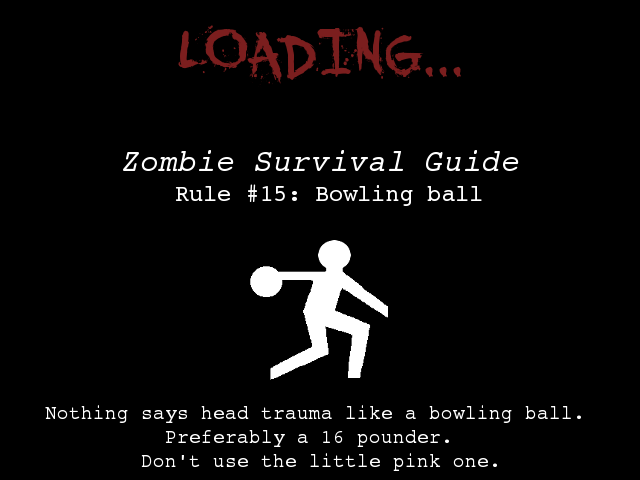 LOADING...
Zombie Survival Guide
Rule #15: Bowling ball
Nothing says head trauma like a bowling ball.
Preferably a 16 pounder.
Don't use the little pink one.